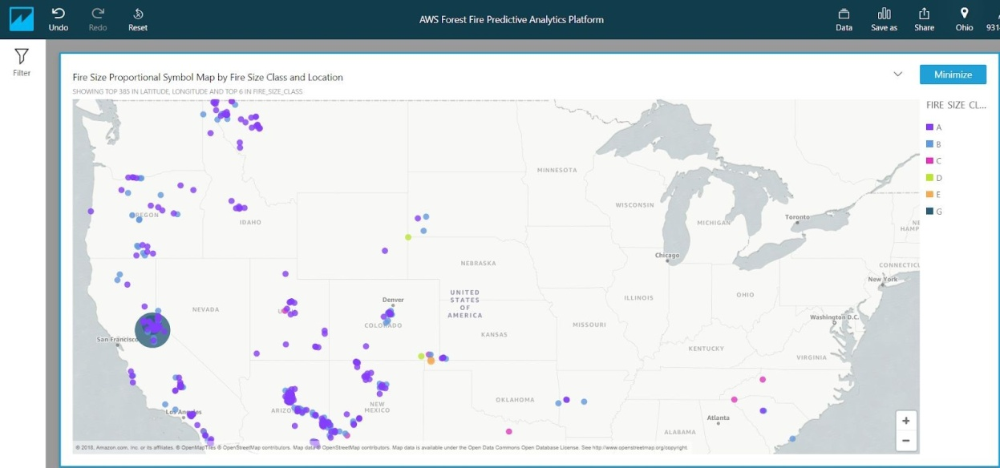 Undo
Redo
Reset
AWS Forest Fire Predictive Analytics Platform
Data
Save as
Share
Ohio
931-
Filter
Fire Size Proportional Symbol Map by Fire Size Class and Location
Minimize
SHOWING TOP 385 IN LATITUDE, LONGITUDE AND TOP 6 IN FIRE_SIZE_CLASS
FIRE SIZE CL...
A
B
C
D
E
G
MINNESOTA
WISCONSIN
MICHIGAN
Toronto
IDAHO
Chicago
NEBRASKA
CONNECTICU
New York
UNITED
STATES
OF
AMERICA
Denver
NEVADA
COLORADO
ILLINOIS
OHIO
KANSAS
MISSOURI
Washington D.C.
San Francisco
KENTUCKY
VIRGINIA
OKLAHOMA
NEW
MEXICO
ARIZO
Los Angeles
Atlanta
ALABAMA
© 2018, Amazon.com, Inc. or its affiliates. © OpenMapTiles © OpenStreetMap contributors. Map data © OpenStreetMap contributors. Map data is available under the Open Data Commons Open Database License. See http://www.openstreetmap.org/copyright.